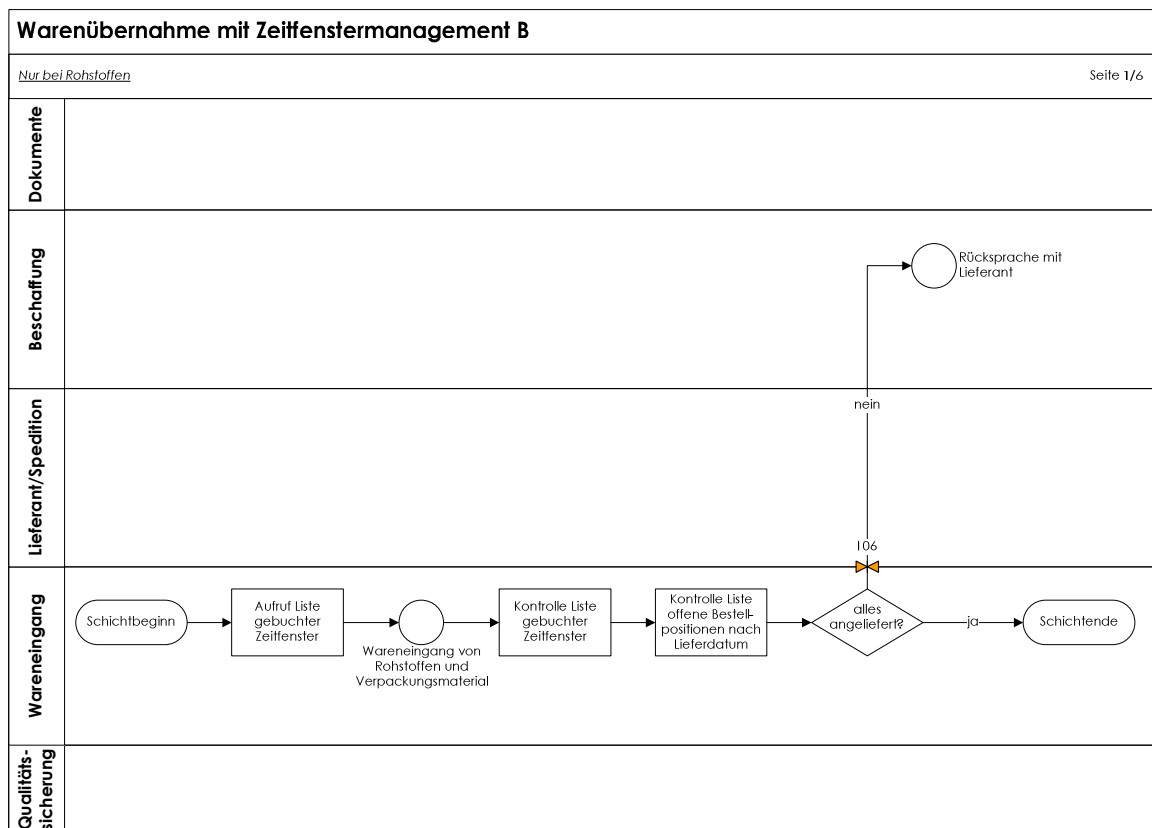 Warenübernahme mit Zeitfenstermanagement B
Nur bei Rohstoffen
Seite 1/6
Dokumente
Beschaffung
Rücksprache mit
Lieferant
Lieferant/Spedition
nein
106
Wareneingang
Schichtbeginn
Aufruf Liste
gebuchter
Zeitfenster
Wareneingang von
Rohstoffen und
Verpackungsmaterial
Kontrolle Liste
gebuchter
Zeitfenster
Kontrolle Liste
offene Bestell-
positionen nach
Lieferdatum
alles
angeliefert?
ja
Schichtende
Qualitäts-
sicherung